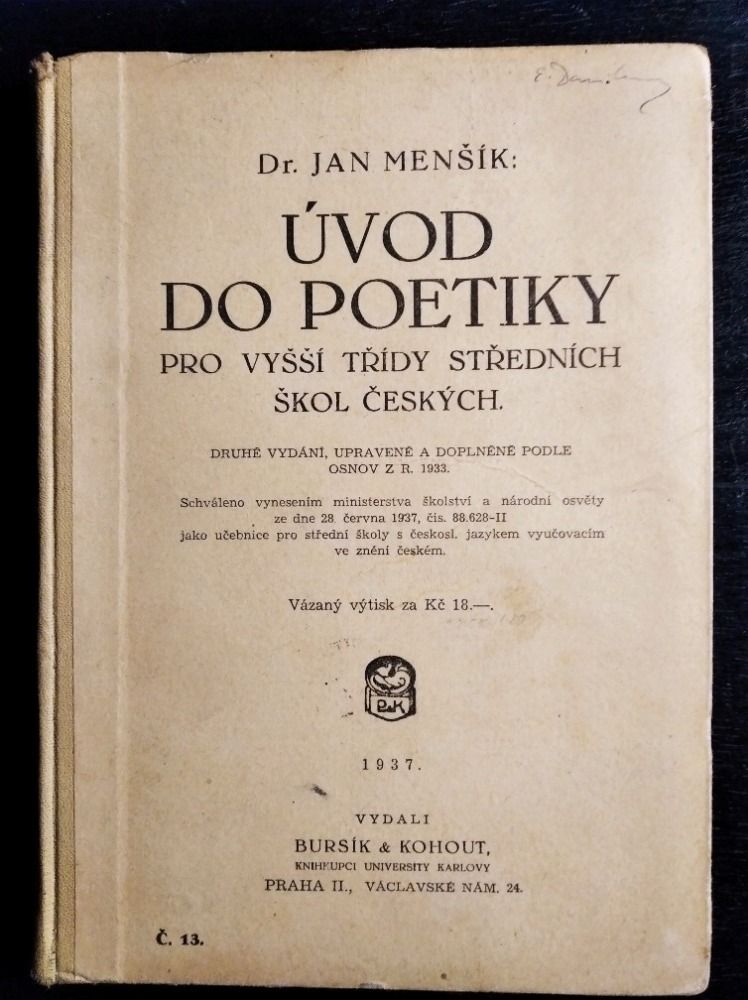 Dr. JAN MENŠÍK:
ÚVOD
DO POETIKY
PRO VYŠŠÍ TŘÍDY STŘEDNÍCH
ŠKOL ČESKÝCH.
DRUHÉ VYDÁNÍ, UPRAVENÉ A DOPLNĚNÉ PODLE
OSNOV Z R. 1933.
Schváleno vynesením ministerstva školství a národní osvěty
ze dne 28. června 1937, čís. 88.628-II
jako učebnice pro střední školy s českosl. jazykem vyučovacím
ve znění českém.
Vázaný výtisk za Kč 18.—.
1937.
VYDALI
BURSÍK & KOHOUT,
KNIHKUPCI UNIVERSITY KARLOVY
PRAHA II., VÁCLAVSKÉ NÁM. 24.
Č. 13.